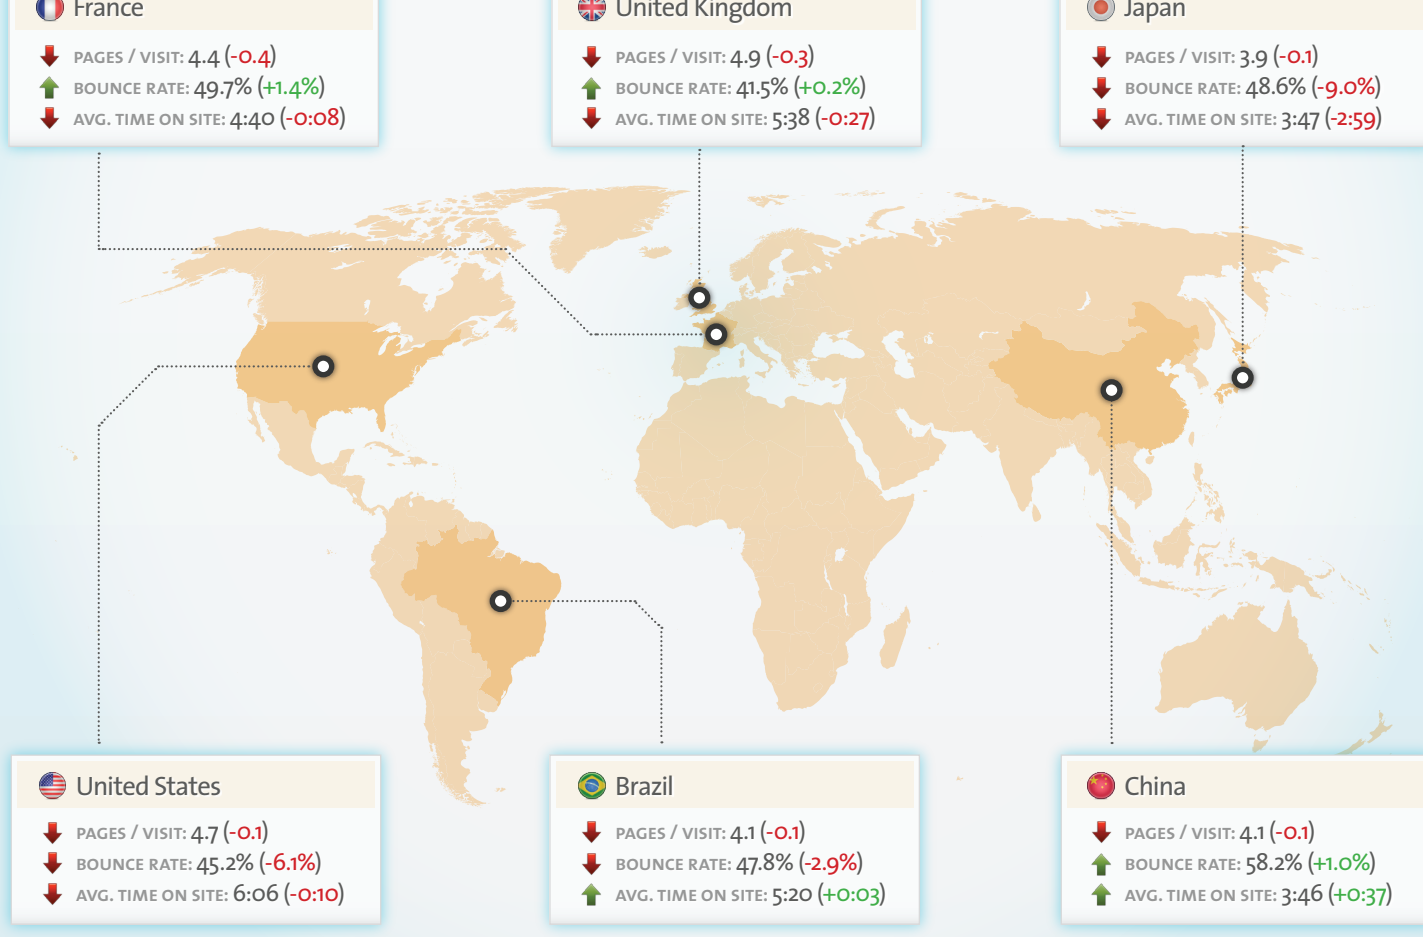 France
PAGES / VISIT: 4.4 (-0.4)
BOUNCE RATE: 49.7% (+1.4%)
AVG. TIME ON SITE: 4:40 (-0:08)
United Kingdom
PAGES / VISIT: 4.9 (-0.3)
BOUNCE RATE: 41.5% (+0.2%)
AVG. TIME ON SITE: 5:38 (-0:27)
Japan
PAGES / VISIT: 3.9 (-0.1)
BOUNCE RATE: 48.6% (-9.0%)
AVG. TIME ON SITE: 3:47 (-2:59)
United States
PAGES / VISIT: 4.7 (-0.1)
BOUNCE RATE: 45.2% (-6.1%)
AVG. TIME ON SITE: 6:06 (-0:10)
Brazil
PAGES / VISIT: 4.1 (-0.1)
BOUNCE RATE: 47.8% (-2.9%)
AVG. TIME ON SITE: 5:20 (+0:03)
China
PAGES / VISIT: 4.1 (-0.1)
BOUNCE RATE: 58.2% (+1.0%)
AVG. TIME ON SITE: 3:46 (+0:37)